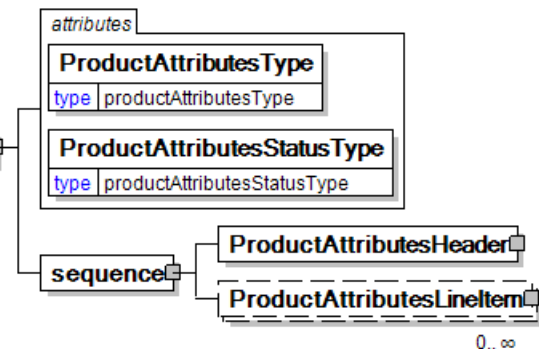 attributes
ProductAttributesType
type productAttributesType
ProductAttributesStatusType
type productAttributesStatusType
sequence
ProductAttributesHeader
ProductAttributesLineItem
0.. ∞